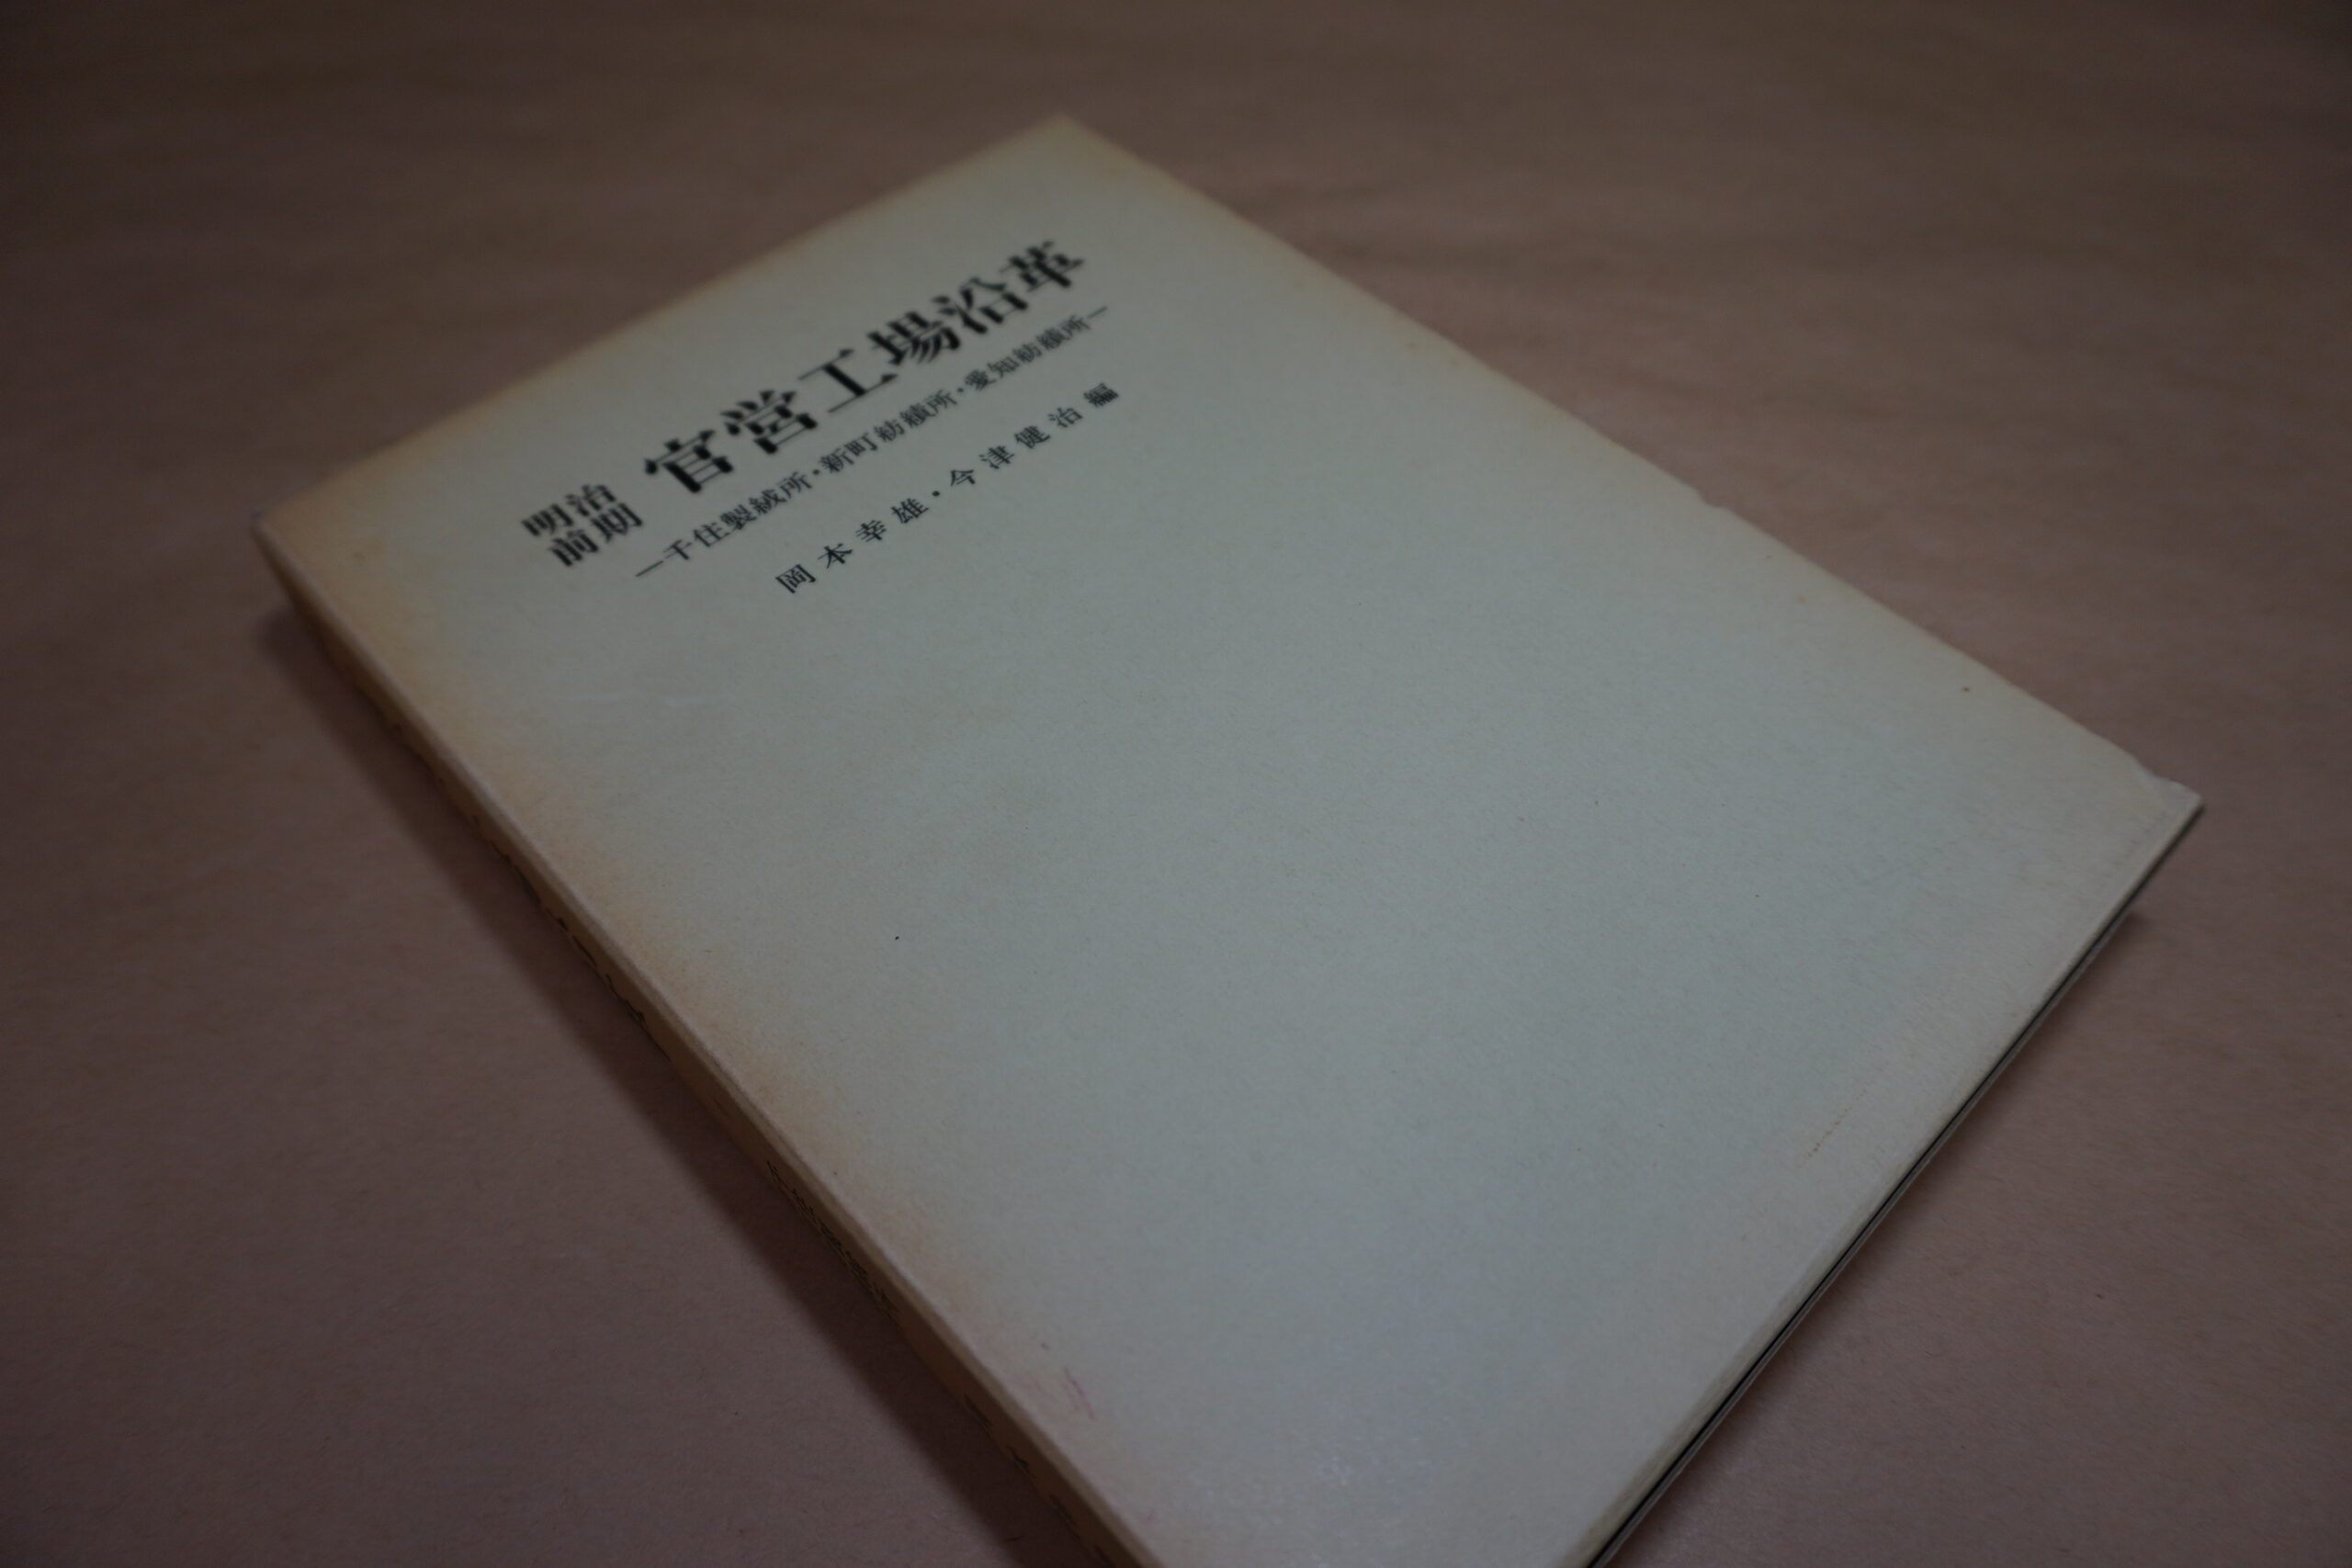 明治前期 官営工場沿革
―千住製絨所・新町紡績所・愛知紡績所―
岡本幸雄・今津健治編